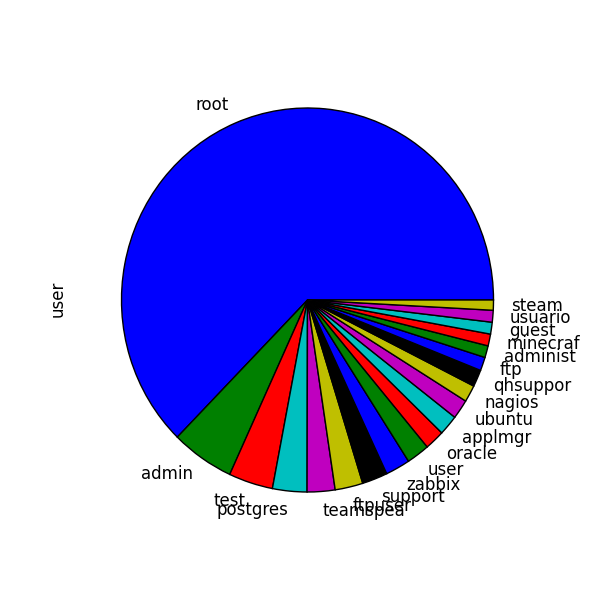 root
user
admin
test
postgres
teamspea
ftpuser
support
zabbix
user
oracle
applmgr
ubuntu
nagios
qhsuppor
ftp
administ
minecraf
guest
usuario
steam